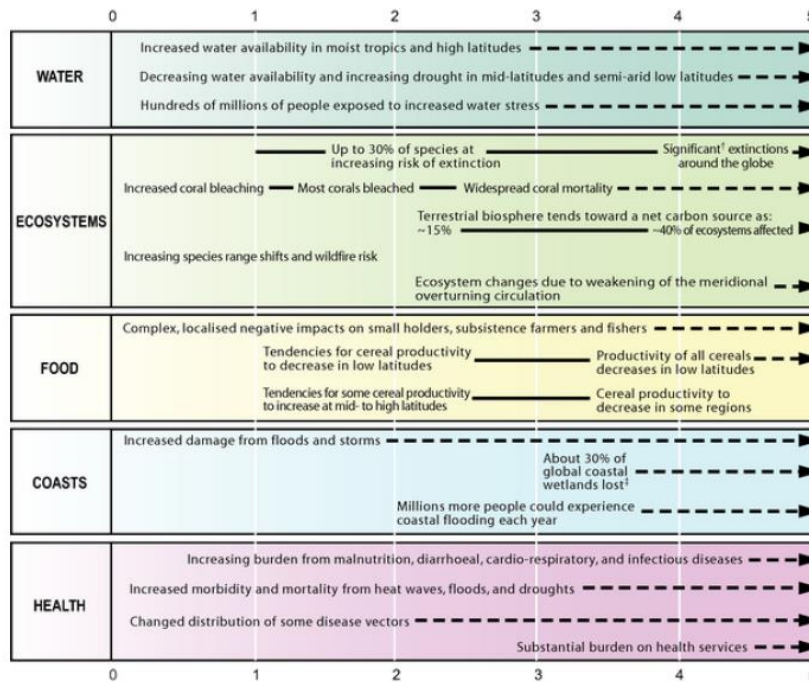 0 1 2 3 4 5
WATER
Increased water availability in moist tropics and high latitudes
Decreasing water availability and increasing drought in mid-latitudes and semi-arid low latitudes
Hundreds of millions of people exposed to increased water stress
ECOSYSTEMS
Up to 30% of species at
increasing risk of extinction
Significant† extinctions
around the globe
Increased coral bleaching
Most corals bleached
Widespread coral mortality
Terrestrial biosphere tends toward a net carbon source as:
~15%
~40% of ecosystems affected
Increasing species range shifts and wildfire risk
Ecosystem changes due to weakening of the meridional
overturning circulation
FOOD
Complex, localised negative impacts on small holders, subsistence farmers and fishers
Tendencies for cereal productivity
to decrease in low latitudes
Productivity of all cereals
decreases in low latitudes
Tendencies for some cereal productivity
to increase at mid- to high latitudes
Cereal productivity to
decrease in some regions
COASTS
Increased damage from floods and storms
About 30% of
global coastal
wetlands lost‡
Millions more people could experience
coastal flooding each year
HEALTH
Increasing burden from malnutrition, diarrhoeal, cardio-respiratory, and infectious diseases
Increased morbidity and mortality from heat waves, floods, and droughts
Changed distribution of some disease vectors
Substantial burden on health services
0 1 2 3 4